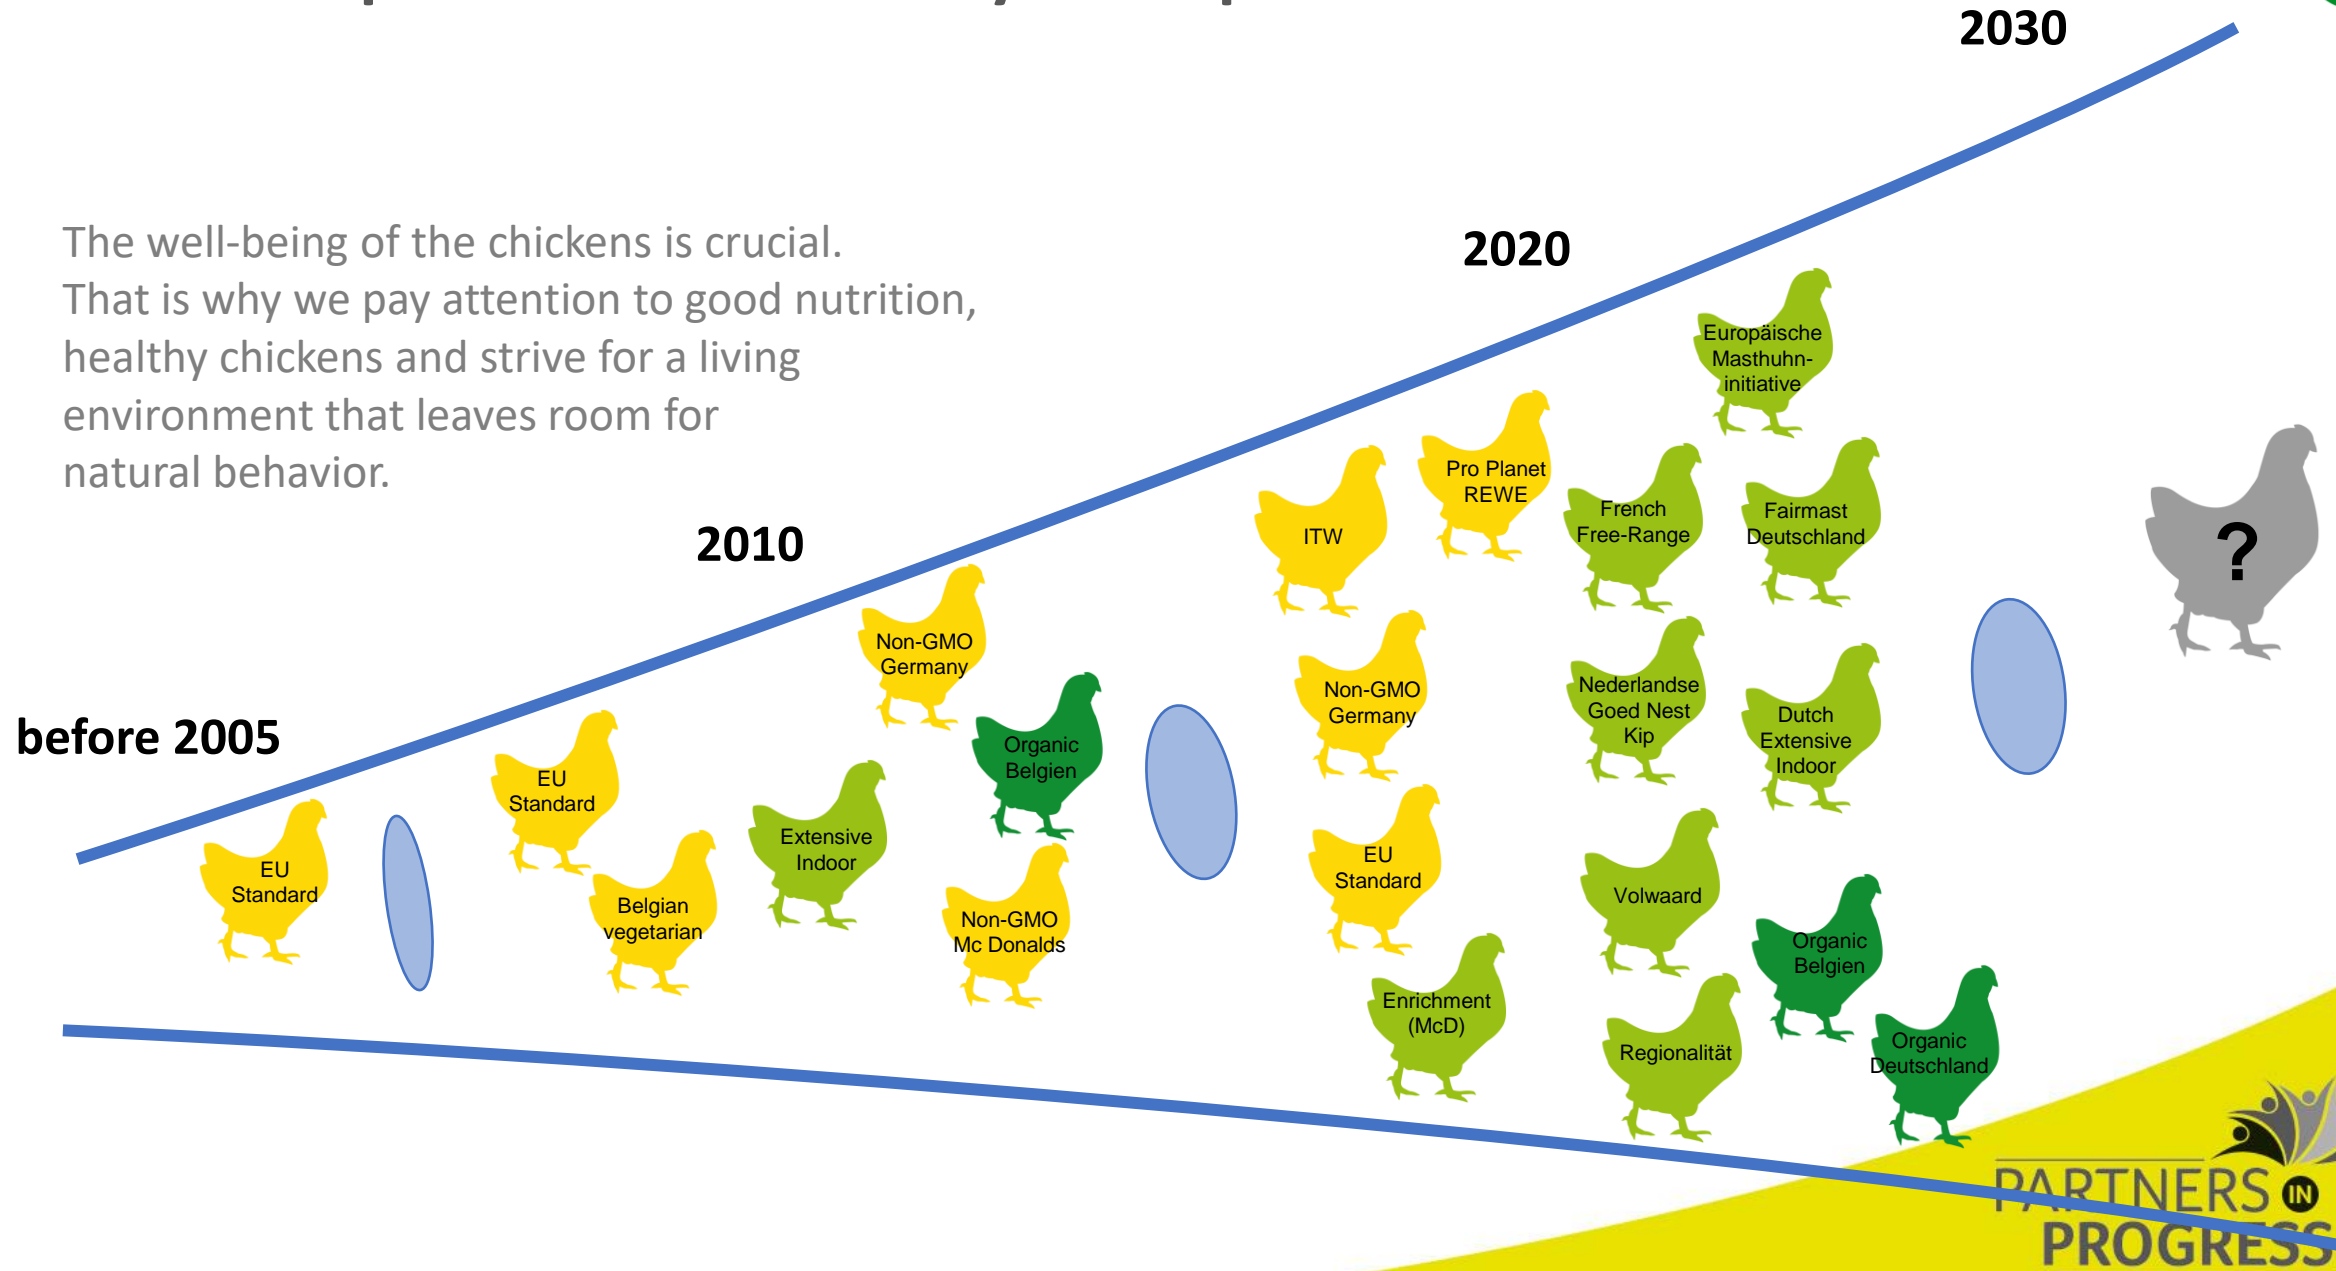 2030
The well-being of the chickens is crucial.
That is why we pay attention to good nutrition,
healthy chickens and strive for a living
environment that leaves room for
natural behavior.
2020
2010
before 2005
EU
Standard
EU
Standard
Belgian
vegetarian
Extensive
Indoor
Non-GMO
Germany
Organic
Belgien
Non-GMO
Mc Donalds
ITW
Pro Planet
REWE
Non-GMO
Germany
EU
Standard
Enrichment
(McD)
Europäische
Masthuhn-
initiative
French
Free-Range
Fairmast
Deutschland
Nederlandse
Goed Nest
Kip
Dutch
Extensive
Indoor
Volwaard
Regionalität
Organic
Belgien
Organic
Deutschland
?
PARTNERS IN
PROGRESS